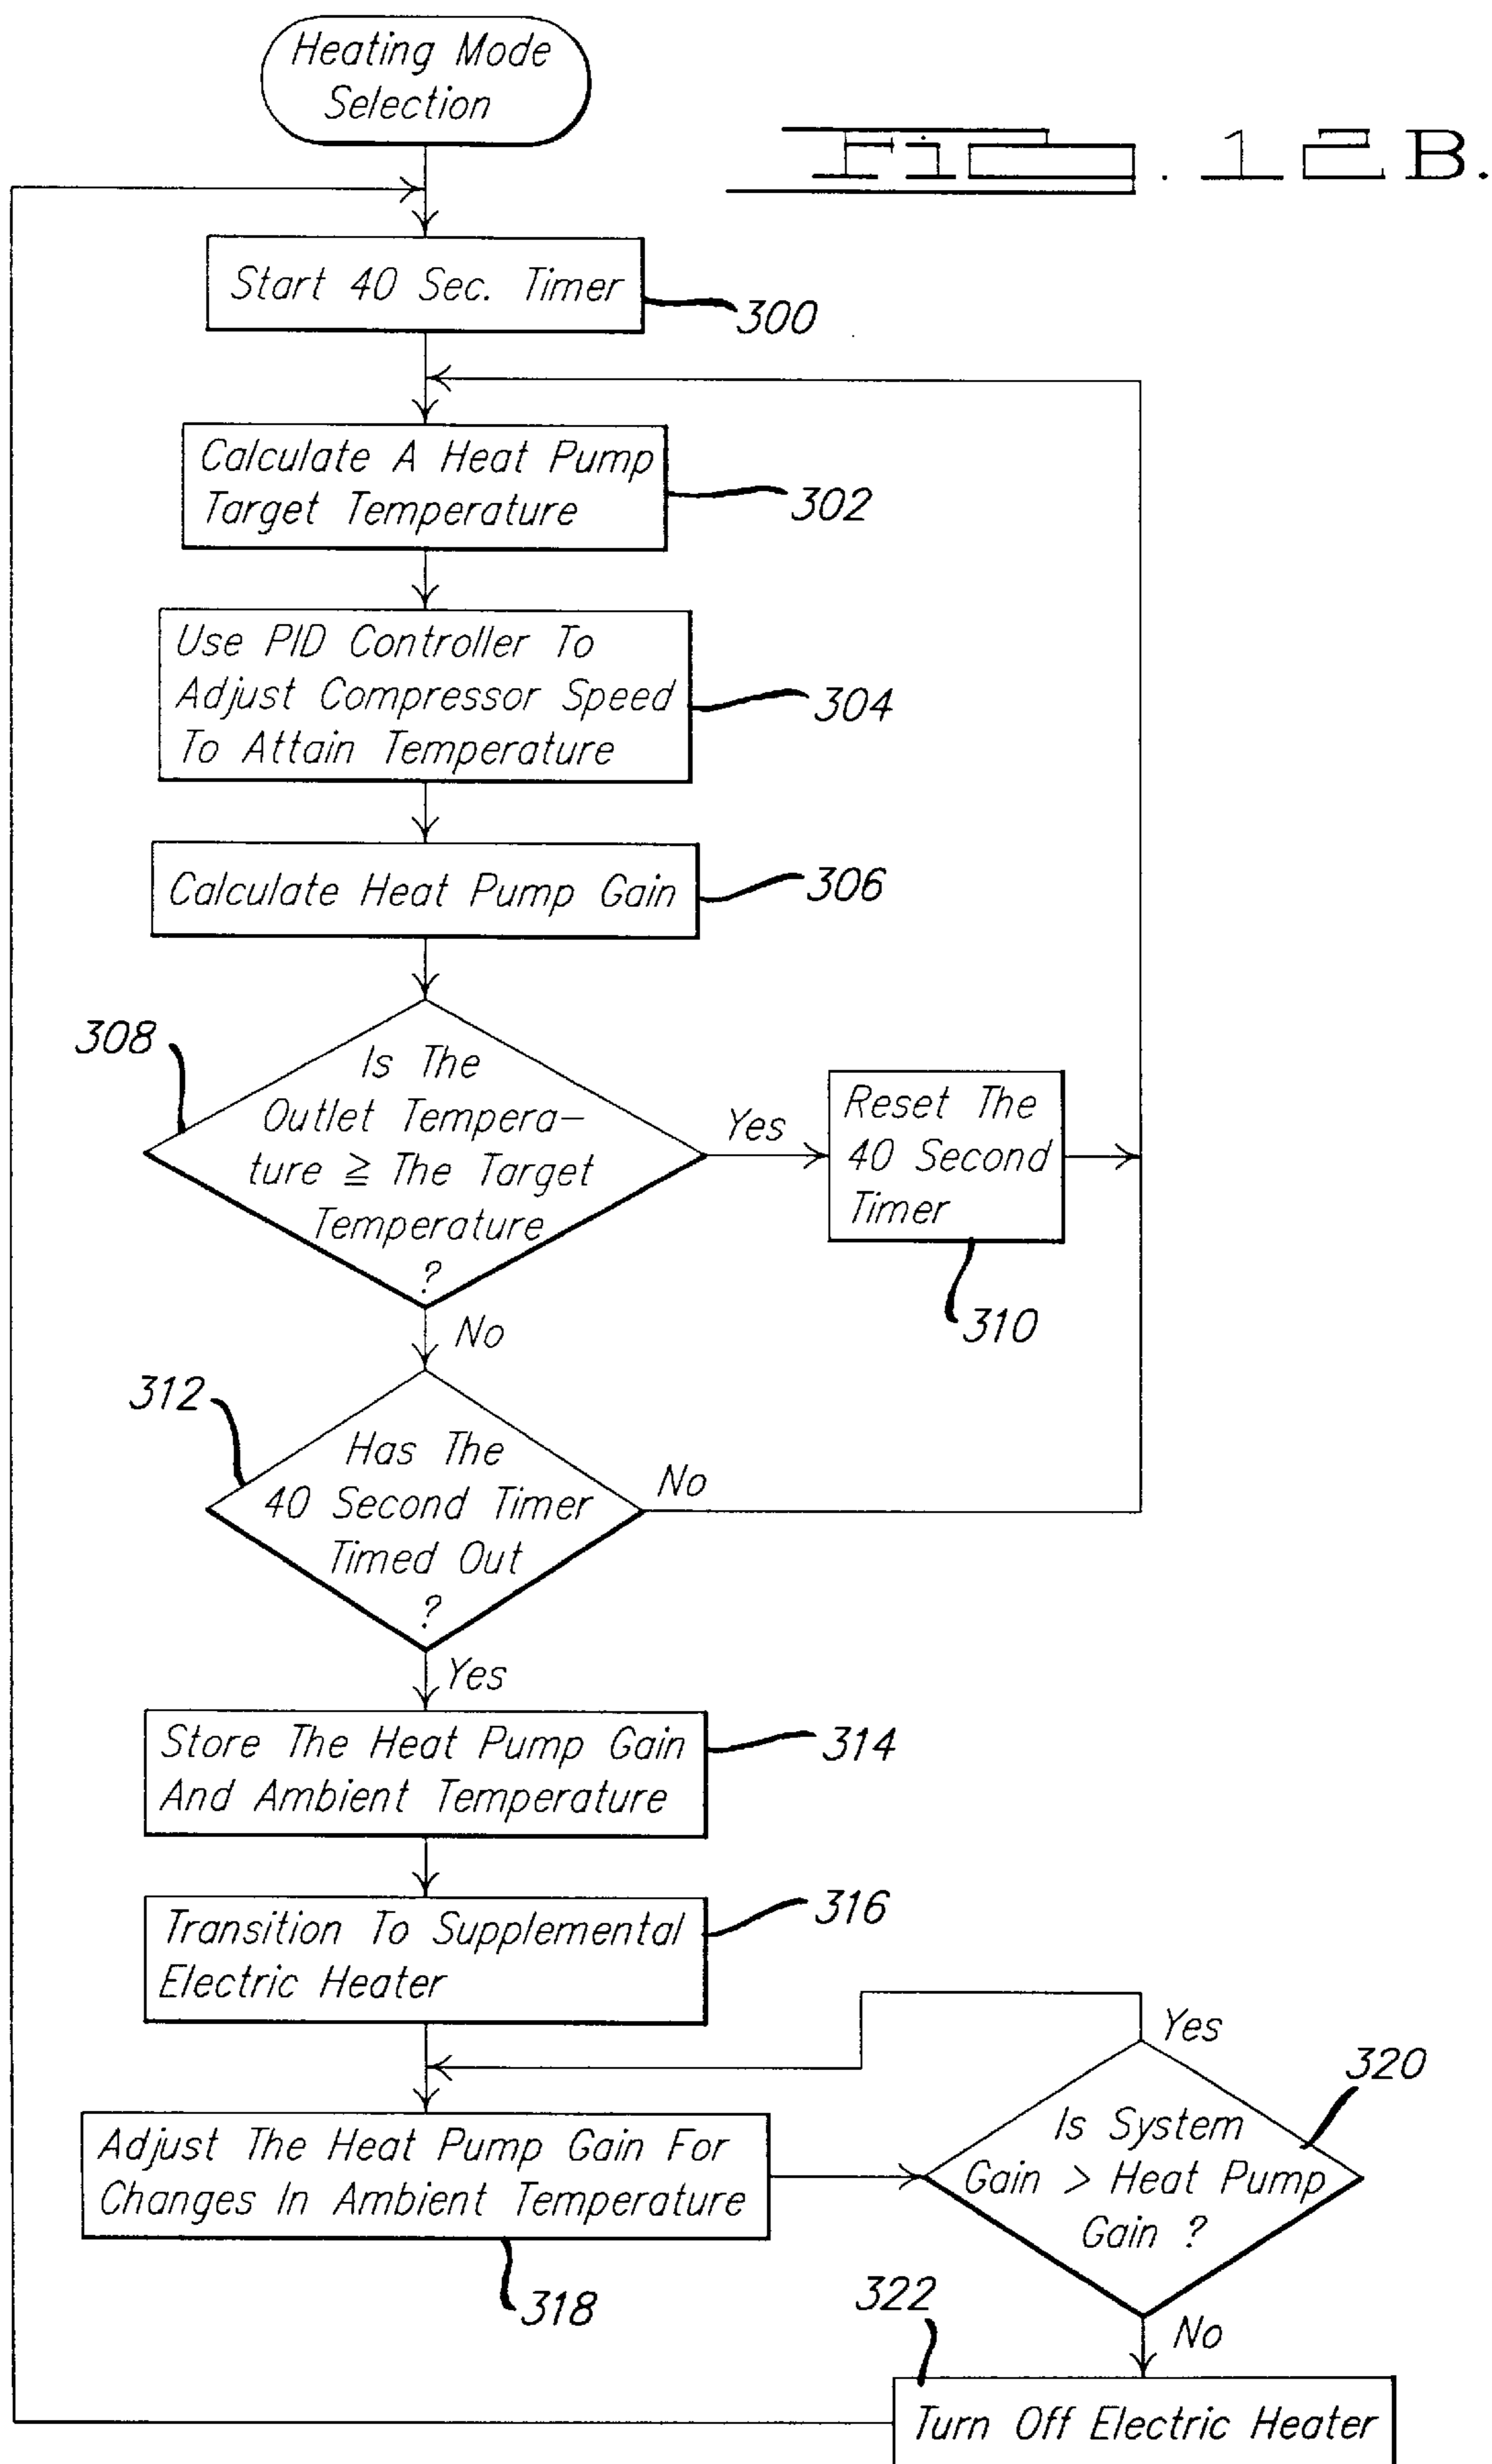 Heating Mode
Selection
Fig. 12B.
Start 40 Sec. Timer
300
Calculate A Heat Pump
Target Temperature
302
Use PID Controller To
Adjust Compressor Speed
To Attain Temperature
304
Calculate Heat Pump Gain
306
308
Is The
Outlet Tempera-
ture ≧ The Target
Temperature
?
Yes
Reset The
40 Second
Timer
310
No
312
Has The
40 Second Timer
Timed Out
?
No
Yes
Store The Heat Pump Gain
And Ambient Temperature
314
Transition To Supplemental
Electric Heater
316
Adjust The Heat Pump Gain For
Changes In Ambient Temperature
318
Yes
320
Is System
Gain > Heat Pump
Gain ?
No
322
Turn Off Electric Heater